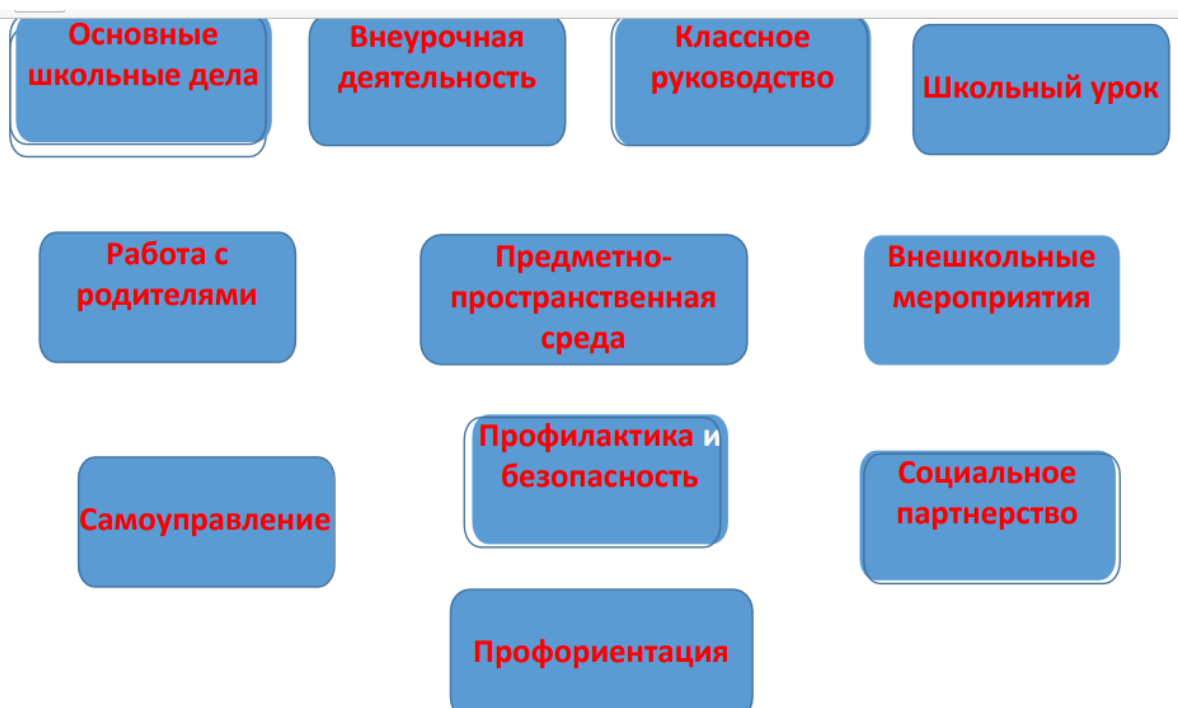 Основные
школьные дела
Внеурочная
деятельность
Классное
руководство
Школьный урок
Работа с
родителями
Предметно-
пространственная
среда
Внешкольные
мероприятия
Самоуправление
Профилактика и
безопасность
Социальное
партнерство
Профориентация